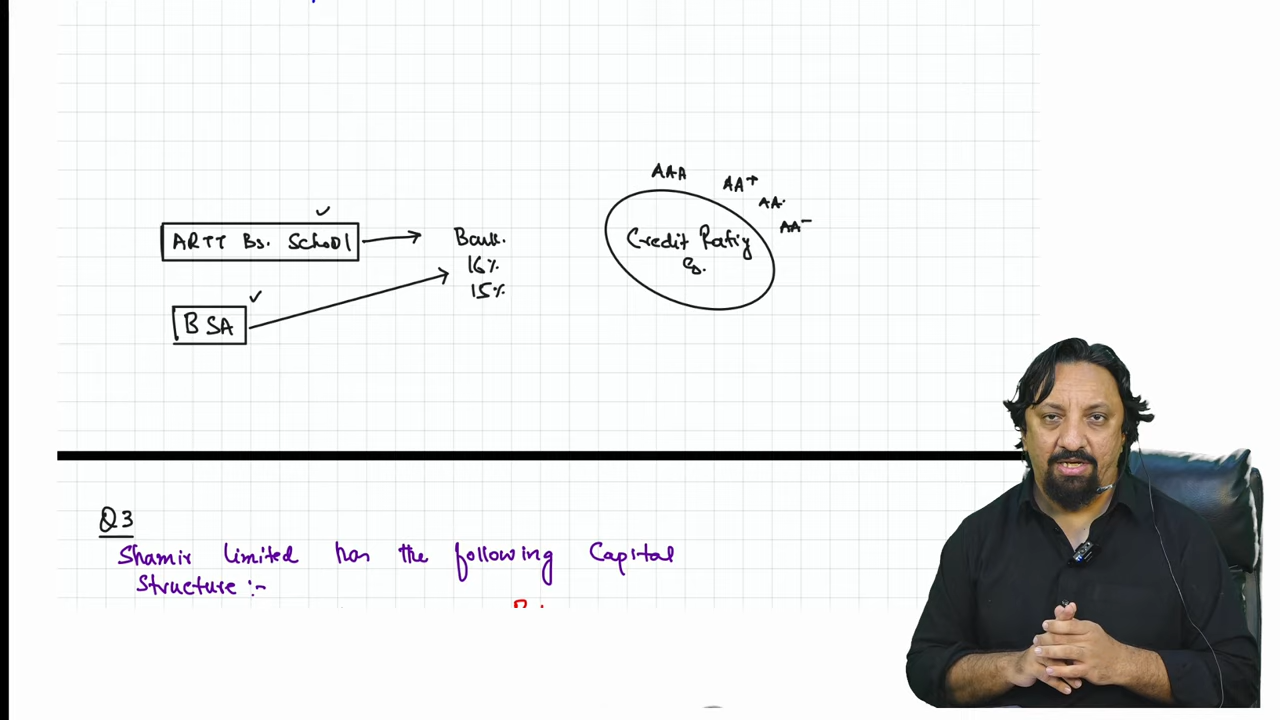 ARTT Bs. School
BSA
Bank.
16%
15%
AAA
AA+
AA.
AA-
Credit Rating
Co.
Q3
Shamir Limited has the following Capital
Structure :-